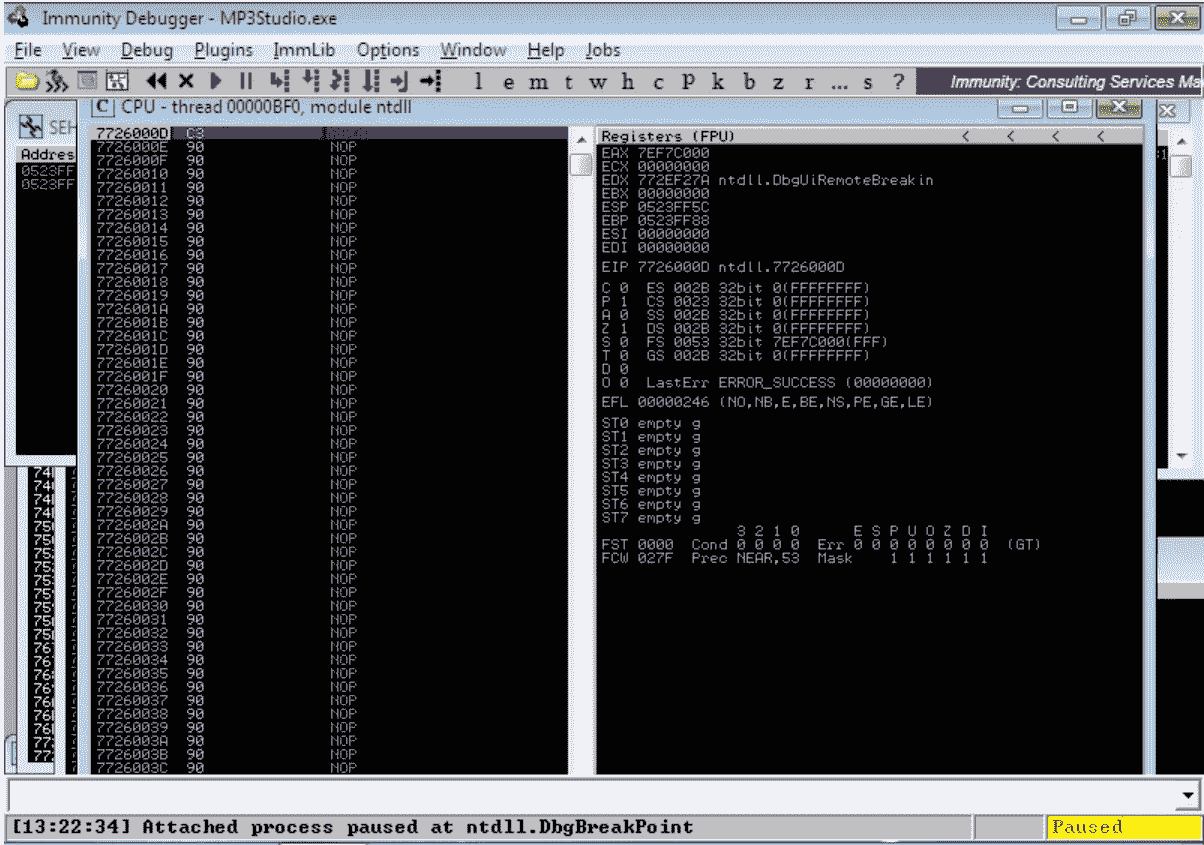 Immunity Debugger - MP3Studio.exe
File View Debug Plugins ImmLib Options Window Help Jobs
l e m t w h c P k b z r ... s ?
Immunity: Consulting Services Ma
C CPU - thread 00000BF0, module ntdll
SEH
Addres
0523FF
0523FF
7726000D C3
7726000E 90 NOP
7726000F 90 NOP
77260010 90 NOP
77260011 90 NOP
77260012 90 NOP
77260013 90 NOP
77260014 90 NOP
77260015 90 NOP
77260016 90 NOP
77260017 90 NOP
77260018 90 NOP
77260019 90 NOP
7726001A 90 NOP
7726001B 90 NOP
7726001C 90 NOP
7726001D 90 NOP
7726001E 90 NOP
7726001F 90 NOP
77260020 90 NOP
77260021 90 NOP
77260022 90 NOP
77260023 90 NOP
77260024 90 NOP
77260025 90 NOP
77260026 90 NOP
77260027 90 NOP
77260028 90 NOP
77260029 90 NOP
7726002A 90 NOP
7726002B 90 NOP
7726002C 90 NOP
7726002D 90 NOP
7726002E 90 NOP
7726002F 90 NOP
77260030 90 NOP
77260031 90 NOP
77260032 90 NOP
77260033 90 NOP
77260034 90 NOP
77260035 90 NOP
77260036 90 NOP
77260037 90 NOP
77260038 90 NOP
77260039 90 NOP
7726003A 90 NOP
7726003B 90 NOP
7726003C 90 NOP
Registers (FPU) < < < <
EAX 7EF7C000
ECX 00000000
EDX 772EF27A ntdll.DbgUiRemoteBreakin
EBX 00000000
ESP 0523FF5C
EBP 0523FF88
ESI 00000000
EDI 00000000
EIP 7726000D ntdll.7726000D
C 0 ES 002B 32bit 0(FFFFFFFF)
P 1 CS 0023 32bit 0(FFFFFFFF)
A 0 SS 002B 32bit 0(FFFFFFFF)
Z 1 DS 002B 32bit 0(FFFFFFFF)
S 0 FS 0053 32bit 7EF7C000(FFF)
T 0 GS 002B 32bit 0(FFFFFFFF)
D 0
O 0 LastErr ERROR_SUCCESS (00000000)
EFL 00000246 (NO,NB,E,BE,NS,PE,GE,LE)
ST0 empty g
ST1 empty g
ST2 empty g
ST3 empty g
ST4 empty g
ST5 empty g
ST6 empty g
ST7 empty g
3 2 1 0 E S P U O Z D I
FST 0000 Cond 0 0 0 0 Err 0 0 0 0 0 0 0 0 (GT)
FCW 027F Prec NEAR,53 Mask 1 1 1 1 1 1
[13:22:34] Attached process paused at ntdll.DbgBreakPoint
Paused